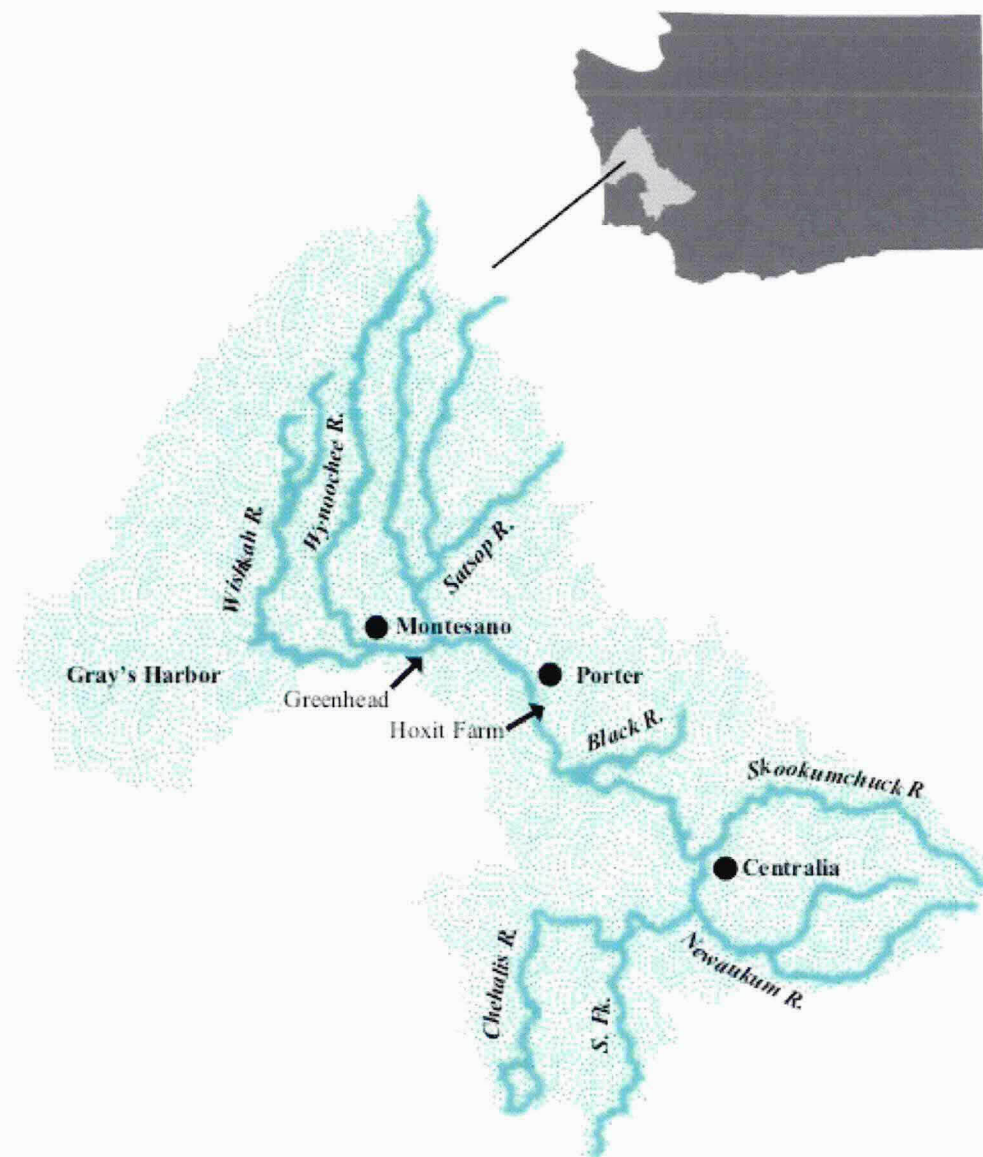 Wynoochee R.
Wishkah R.
Satsop R.
Montesano
Gray's Harbor
Porter
Greenhead
Hoxit Farm
Black R.
Skookumchuck R
Centralia
Chehalis R.
S. Fk.
Newaukum R.